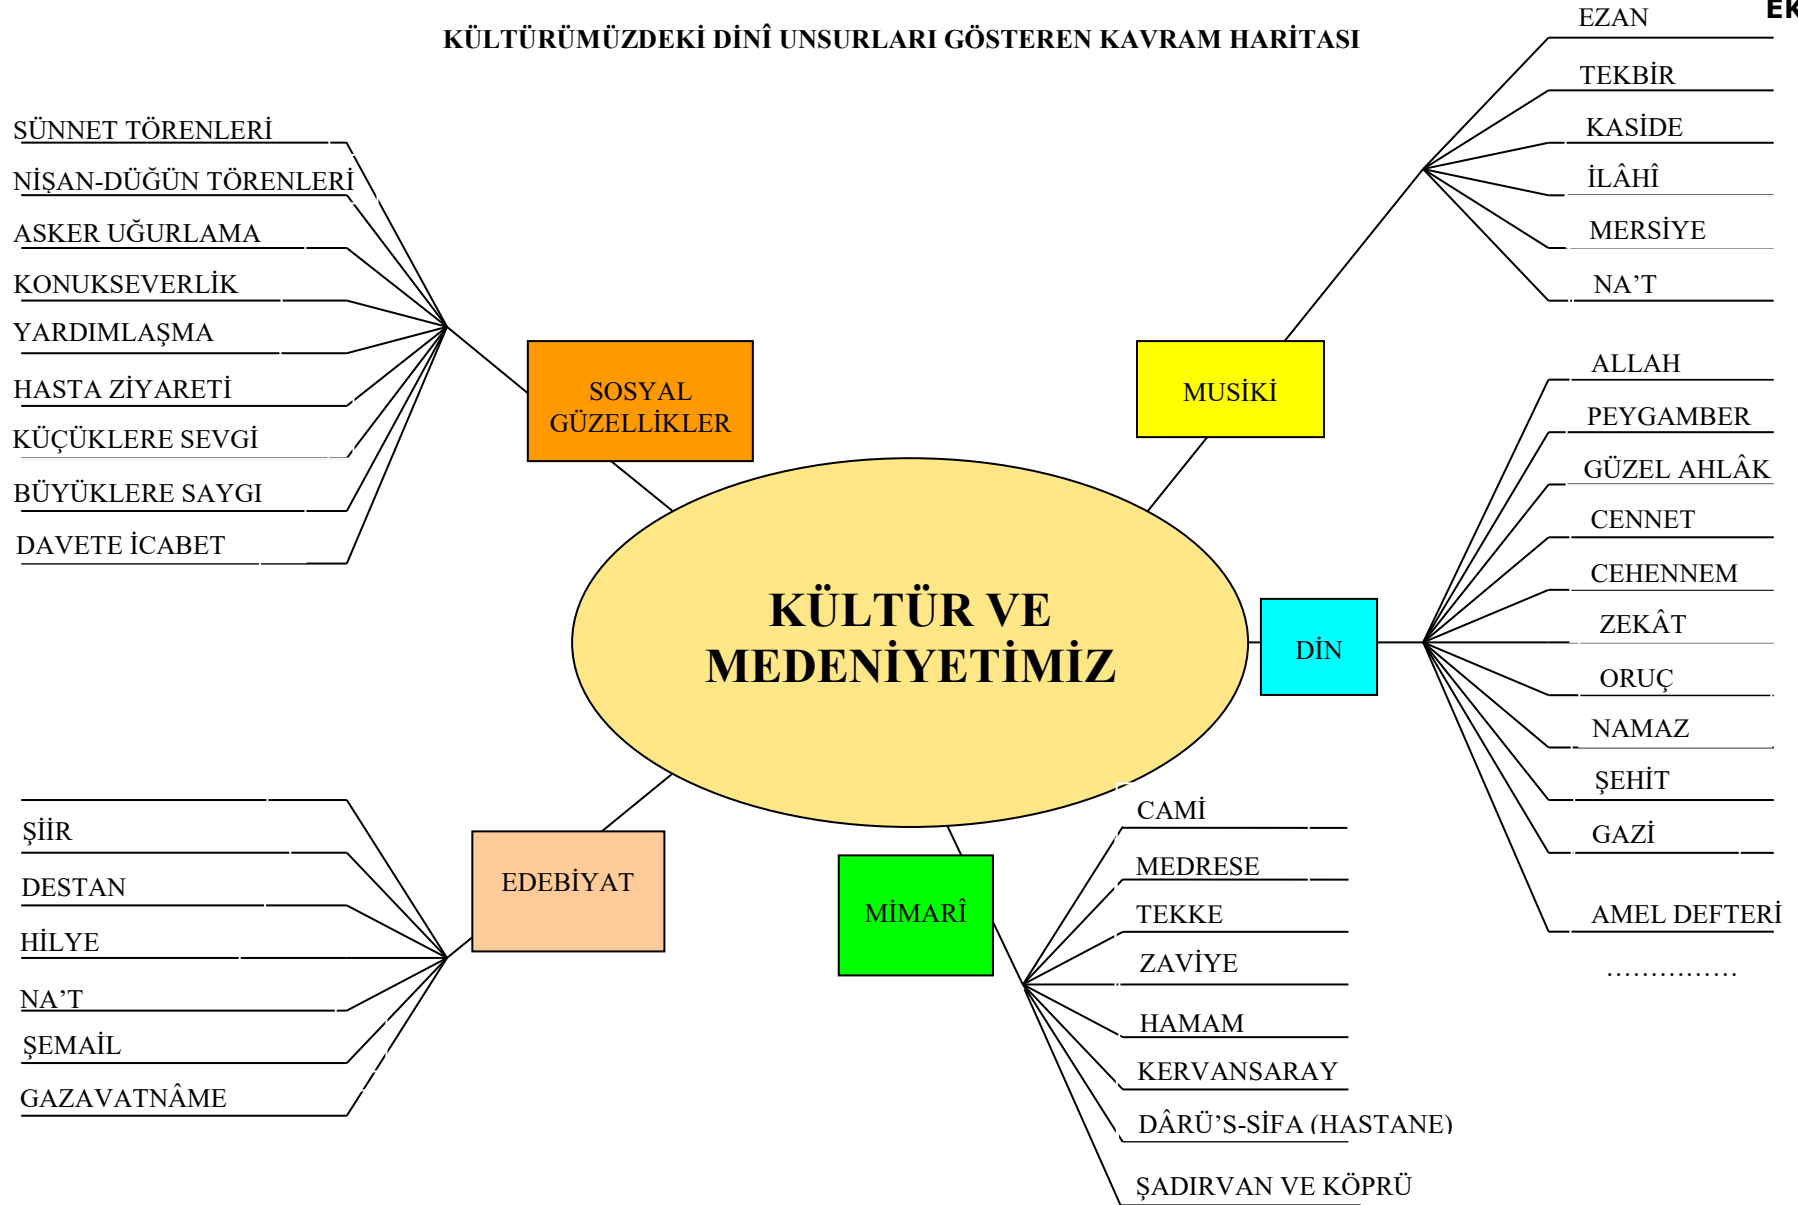 EK
KÜLTÜRÜMÜZDEKİ DİNÎ UNSURLARI GÖSTEREN KAVRAM HARİTASI
SÜNNET TÖRENLERİ
NİŞAN-DÜĞÜN TÖRENLERİ
ASKER UĞURLAMA
KONUKSEVERLİK
YARDIMLAŞMA
HASTA ZİYARETİ
KÜÇÜKLERE SEVGİ
BÜYÜKLERE SAYGI
DAVETE İCABET
SOSYAL
GÜZELLİKLER
MUSİKİ
EZAN
TEKBİR
KASİDE
İLÂHÎ
MERSİYE
NA’T
KÜLTÜR VE
MEDENİYETİMİZ
DİN
ALLAH
PEYGAMBER
GÜZEL AHLÂK
CENNET
CEHENNEM
ZEKÂT
ORUÇ
NAMAZ
ŞEHİT
GAZİ
AMEL DEFTERİ
……………
EDEBİYAT
ŞİİR
DESTAN
HİLYE
NA’T
ŞEMAİL
GAZAVATNÂME
MİMARÎ
CAMİ
MEDRESE
TEKKE
ZAVİYE
HAMAM
KERVANSARAY
DÂRÜ’S-SİFA (HASTANE)
ŞADIRVAN VE KÖPRÜ